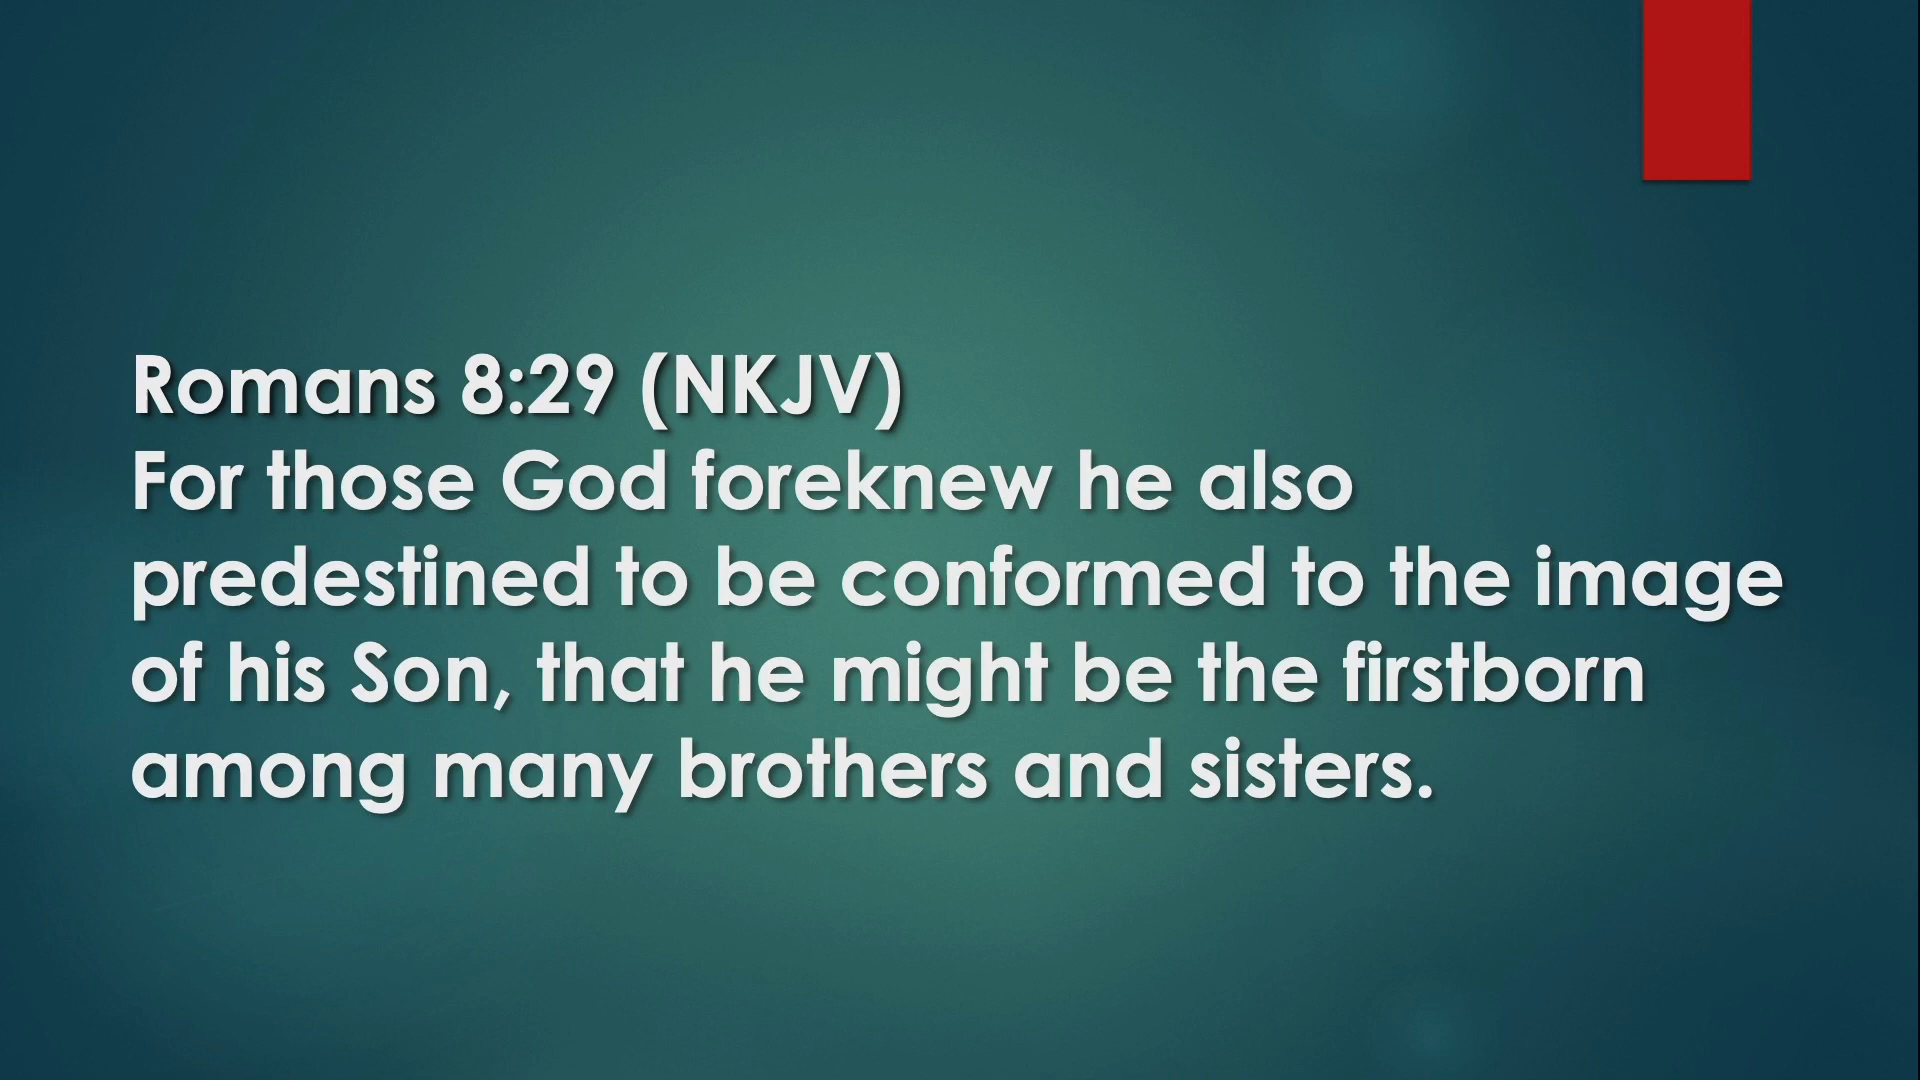 Romans 8:29 (NKJV)
For those God foreknew he also
predestined to be conformed to the image
of his Son, that he might be the firstborn
among many brothers and sisters.